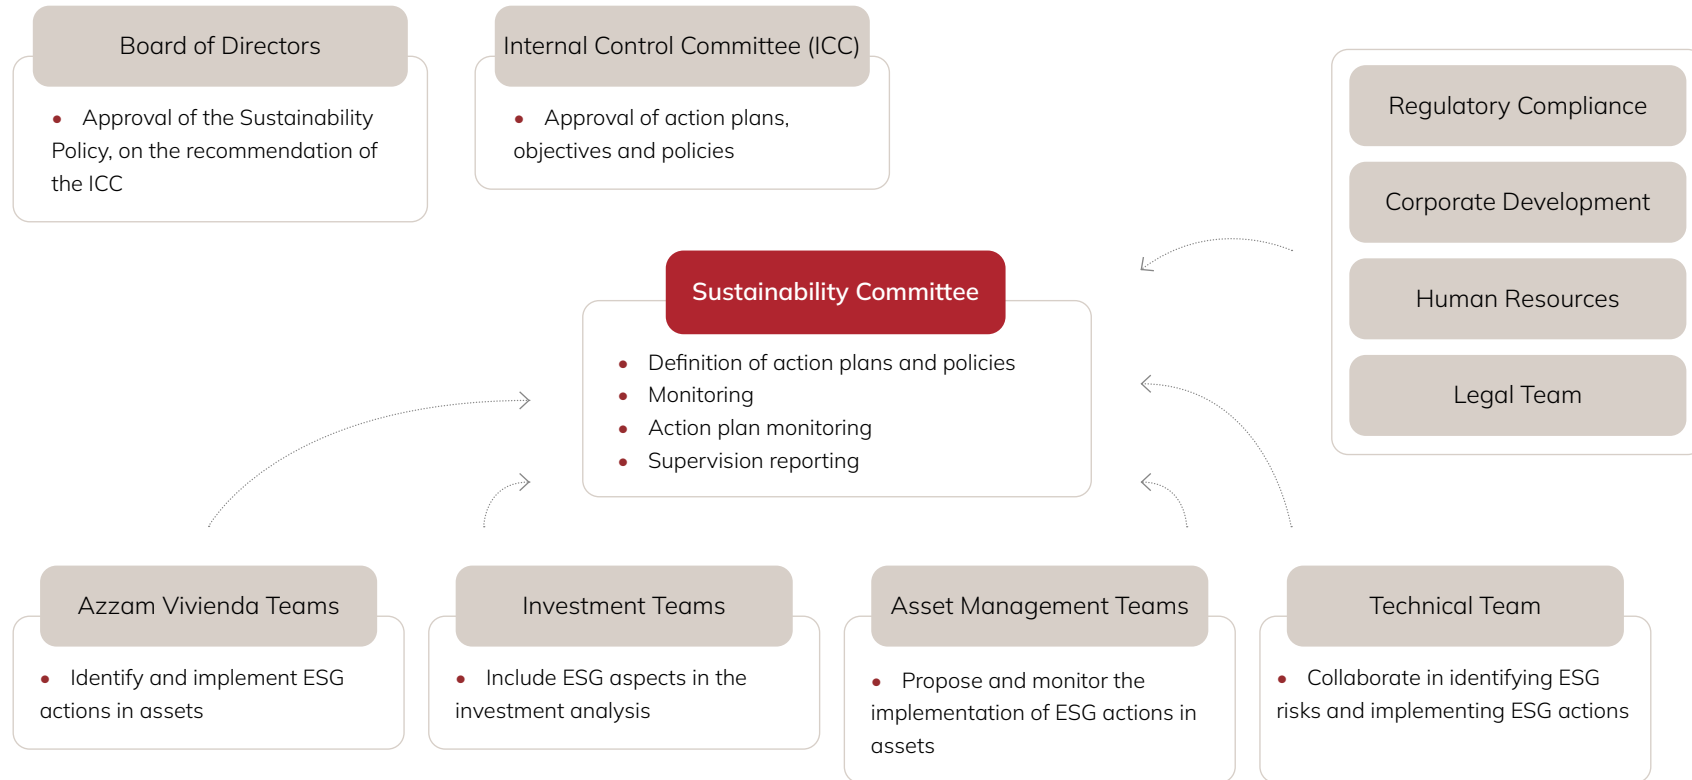 Board of Directors
• Approval of the Sustainability
Policy, on the recommendation of
the ICC
Internal Control Committee (ICC)
• Approval of action plans,
objectives and policies
Regulatory Compliance
Corporate Development
Human Resources
Legal Team
Sustainability Committee
• Definition of action plans and policies
• Monitoring
• Action plan monitoring
• Supervision reporting
Azzam Vivienda Teams
• Identify and implement ESG
actions in assets
Investment Teams
• Include ESG aspects in the
investment analysis
Asset Management Teams
• Propose and monitor the
implementation of ESG actions in
assets
Technical Team
• Collaborate in identifying ESG
risks and implementing ESG actions